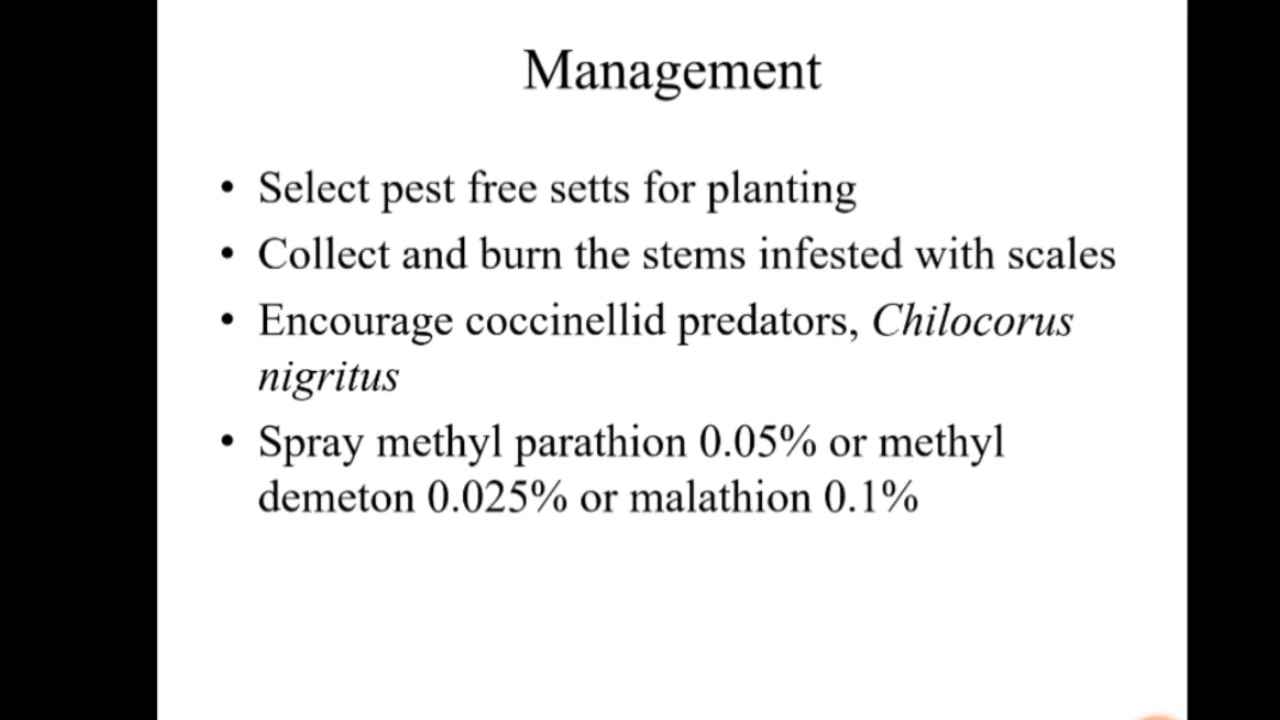 Management
• Select pest free setts for planting
• Collect and burn the stems infested with scales
• Encourage coccinellid predators, Chilocorus
nigritus
• Spray methyl parathion 0.05% or methyl
demeton 0.025% or malathion 0.1%